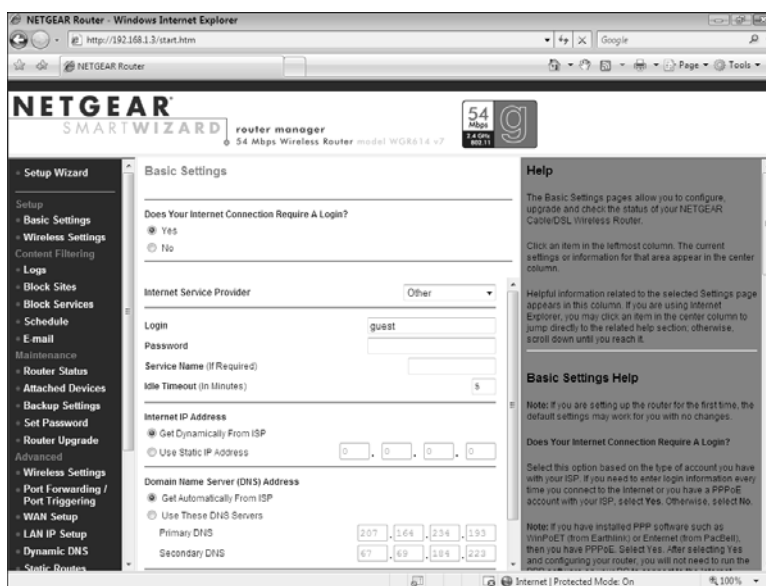 NETGEAR Router - Windows Internet Explorer
http://192.168.1.3/start.htm
Google
NETGEAR Router
Page
Tools
NETGEAR
SMARTWIZARD router manager
54 Mbps Wireless Router model WGR614 v7
54
Mbps
2.4 GHz
802.11
g
Setup Wizard
Setup
Basic Settings
Wireless Settings
Content Filtering
Logs
Block Sites
Block Services
Schedule
E-mail
Maintenance
Router Status
Attached Devices
Backup Settings
Set Password
Router Upgrade
Advanced
Wireless Settings
Port Forwarding /
Port Triggering
WAN Setup
LAN IP Setup
Dynamic DNS
Static Routes
Basic Settings
Does Your Internet Connection Require A Login?
Yes
No
Internet Service Provider
Other
Login
guest
Password
Service Name (If Required)
Idle Timeout (In Minutes)
5
Internet IP Address
Get Dynamically From ISP
Use Static IP Address
0 . 0 . 0 . 0
Domain Name Server (DNS) Address
Get Automatically From ISP
Use These DNS Servers
Primary DNS
207 . 164 . 234 . 193
Secondary DNS
67 . 69 . 184 . 223
Help
The Basic Settings pages allow you to configure,
upgrade and check the status of your NETGEAR
Cable/DSL Wireless Router.
Click an item in the leftmost column. The current
settings or information for that area appear in the center
column.
Helpful information related to the selected Settings page
appears in this column. If you are using Internet
Explorer, you may click an item in the center column to
jump directly to the related help section; otherwise,
scroll down until you reach it.
Basic Settings Help
Note: If you are setting up the router for the first time, the
default settings may work for you with no changes.
Does Your Internet Connection Require A Login?
Select this option based on the type of account you have
with your ISP. If you need to enter login information every
time you connect to the Internet or you have a PPPoE
account with your ISP, select Yes. Otherwise, select No.
Note: If you have installed PPP software such as
WinPoET (from Earthlink) or Enternet (from PacBell),
then you have PPPoE. Select Yes. After selecting Yes
and configuring your router, you will not need to run the
Internet | Protected Mode: On
100%